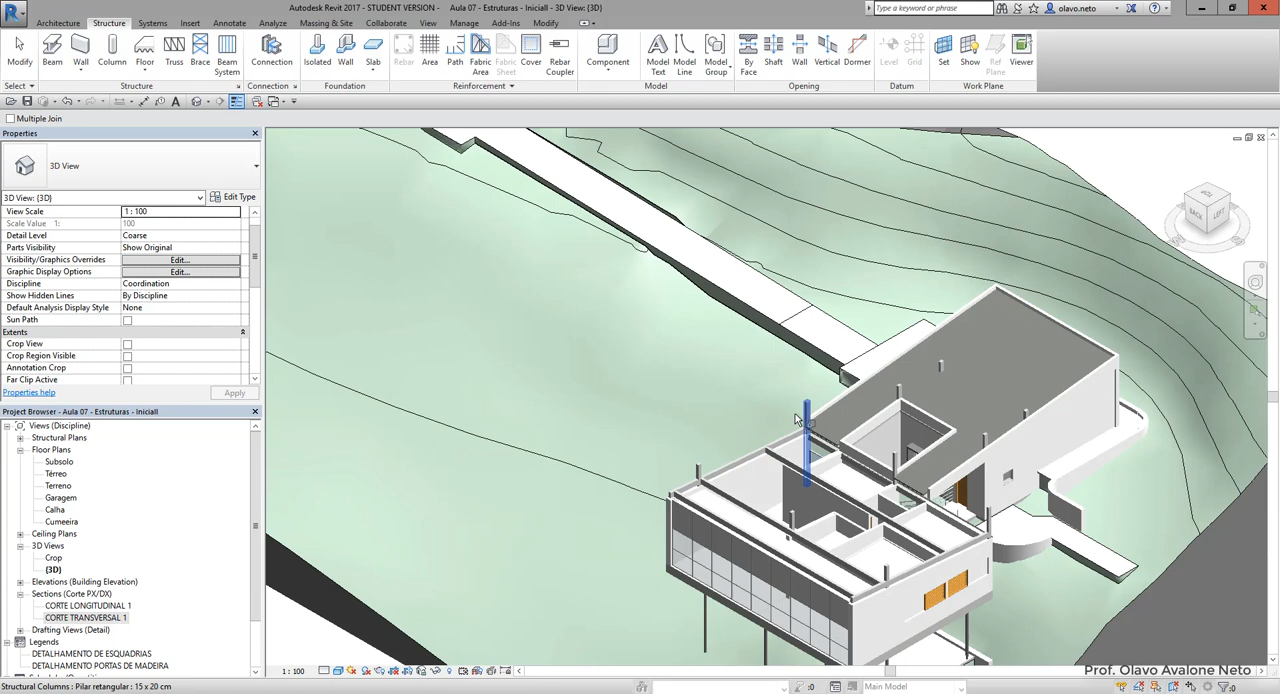 Autodesk Revit 2017 - STUDENT VERSION - Aula 07 - Estruturas - Iniciall - 3D View: {3D}
Type a keyword or phrase
olavo.neto
Architecture Structure Systems Insert Annotate Analyze Massing & Site Collaborate View Manage Add-Ins Modify
Modify Beam Wall Column Floor Truss Brace Beam System Connection Isolated Wall Slab Rebar Area Path Fabric Area Fabric Sheet Cover Rebar Coupler Component Model Text Model Line Model Group By Face Shaft Wall Vertical Dormer Level Grid Set Show Ref Plane Viewer
Select Structure Connection Foundation Reinforcement Model Opening Datum Work Plane
Multiple Join
Properties
3D View
3D View: {3D} Edit Type
View Scale 1 : 100
Scale Value 1: 100
Detail Level Coarse
Parts Visibility Show Original
Visibility/Graphics Overrides Edit...
Graphic Display Options Edit...
Discipline Coordination
Show Hidden Lines By Discipline
Default Analysis Display Style None
Sun Path
Extents
Crop View
Crop Region Visible
Annotation Crop
Far Clip Active
Properties help Apply
Project Browser - Aula 07 - Estruturas - Iniciall
Views (Discipline)
Structural Plans
Floor Plans
Subsolo
Térreo
Terreno
Garagem
Calha
Cumeeira
Ceiling Plans
3D Views
Crop
{3D}
Elevations (Building Elevation)
Sections (Corte PX/DX)
CORTE LONGITUDINAL 1
CORTE TRANSVERSAL 1
Drafting Views (Detail)
Legends
DETALHAMENTO DE ESQUADRIAS
DETALHAMENTO PORTAS DE MADEIRA
TOP
BACK LEFT
1 : 100
Prof. Olavo Avalone Neto
Structural Columns : Pilar retangular : 15 x 20 cm
:0
Main Model
:0